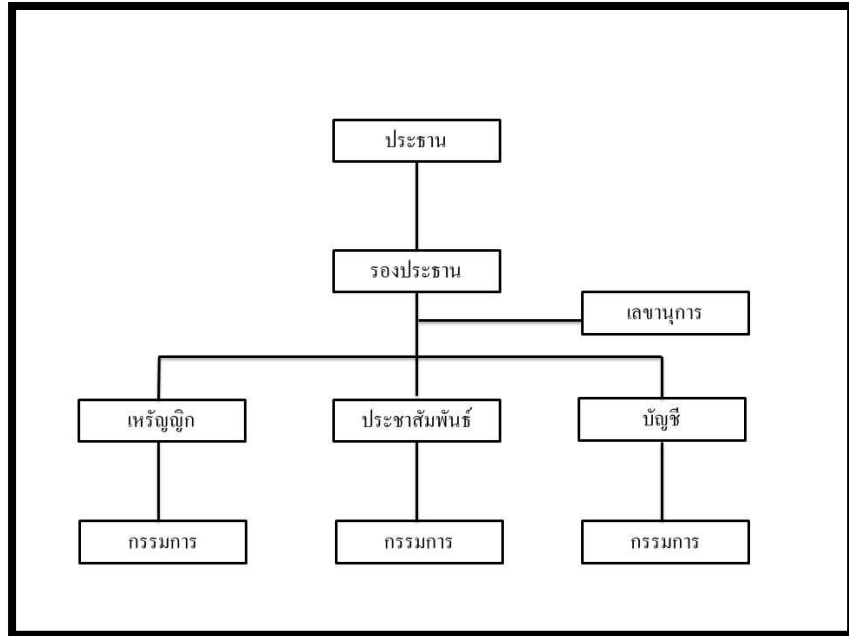 ประธาน
รองประธาน
เลขานุการ
เหรัญญิก
ประชาสัมพันธ์
บัญชี
กรรมการ
กรรมการ
กรรมการ